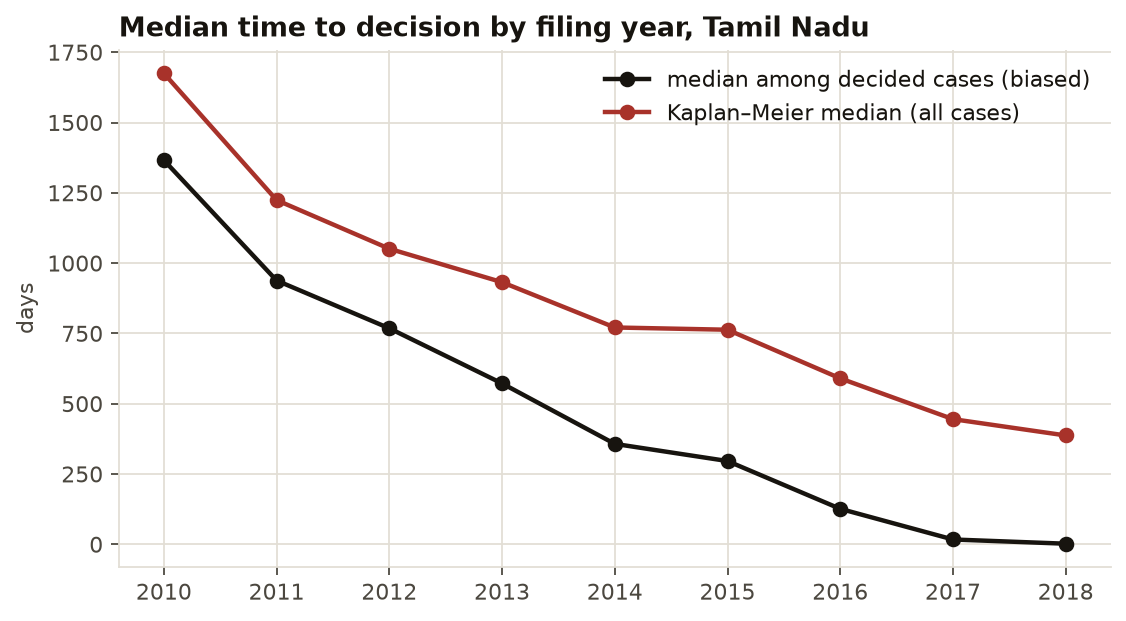 Median time to decision by filing year, Tamil Nadu
1750
1500
1250
1000
750
500
250
0
days
median among decided cases (biased)
Kaplan–Meier median (all cases)
2010 2011 2012 2013 2014 2015 2016 2017 2018